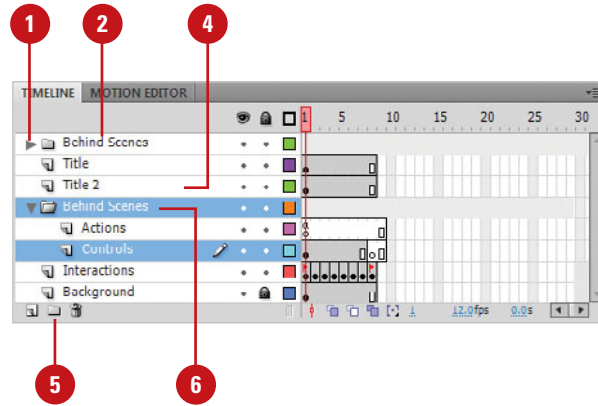 1 2 4
TIMELINE MOTION EDITOR
1 5 10 15 20 25 30
Behind Scenes
Title
Title 2
Behind Scenes
a
Actions
Controls
Interactions
Background
1 12.0fps 0.0s
5 6